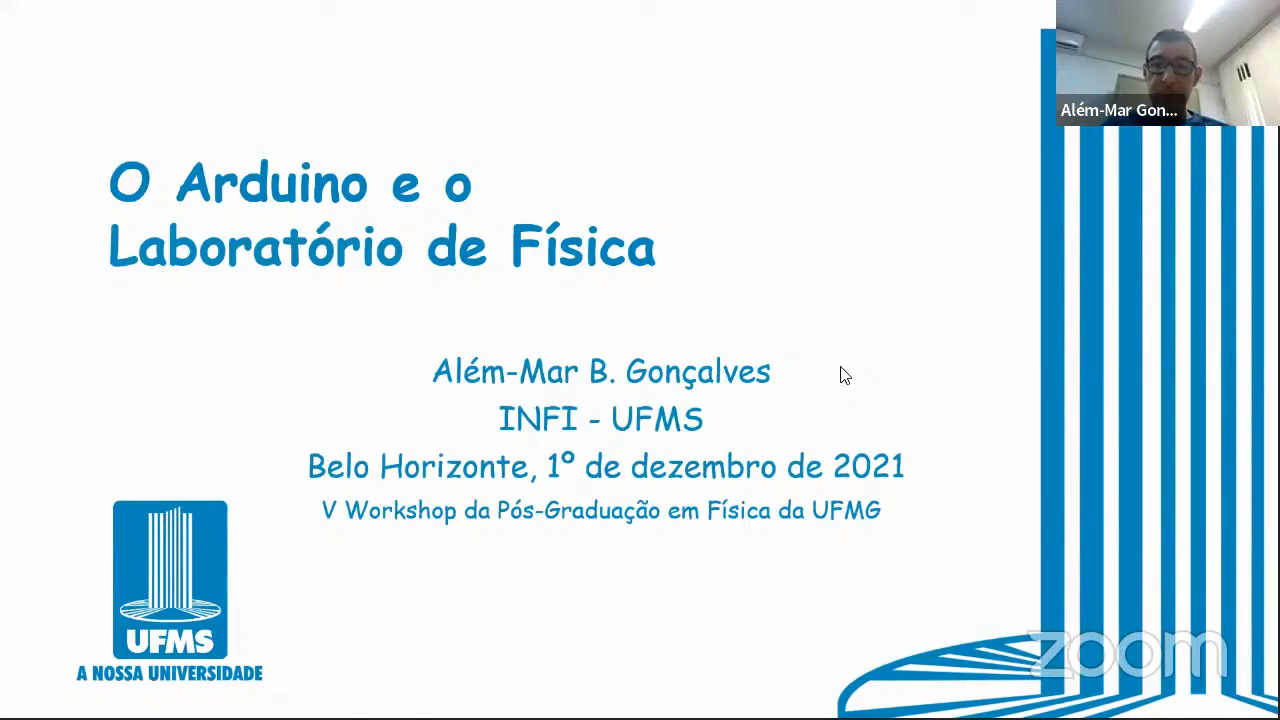 Além-Mar Gon...
O Arduino e o
Laboratório de Física
Além-Mar B. Gonçalves
INFI - UFMS
Belo Horizonte, 1º de dezembro de 2021
V Workshop da Pós-Graduação em Física da UFMG
UFMS
A NOSSA UNIVERSIDADE
zoom